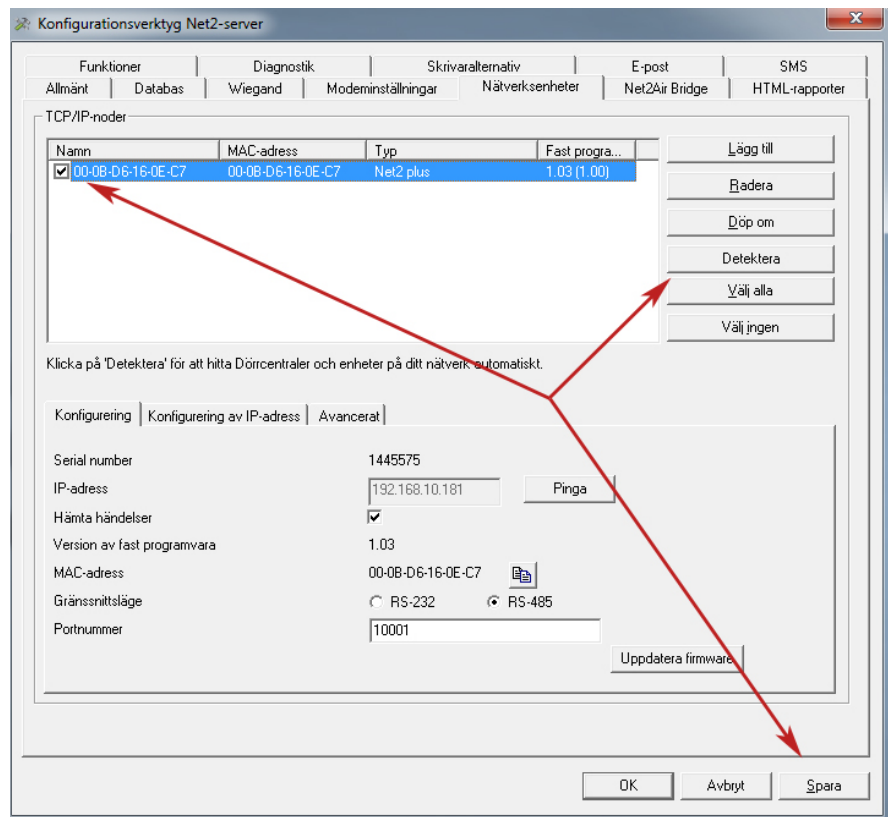 Konfigurationsverktyg Net2-server
Funktioner Diagnostik Skrivaralternativ E-post SMS
Allmänt Databas Wiegand Modeminställningar Nätverksenheter Net2Air Bridge HTML-rapporter
TCP/IP-noder
Namn MAC-adress Typ Fast progra...
00-0B-D6-16-0E-C7 00-0B-D6-16-0E-C7 Net2 plus 1.03 (1.00)
Lägg till
Radera
Döp om
Detektera
Välj alla
Välj ingen
Klicka på 'Detektera' för att hitta Dörrcentraler och enheter på ditt nätverk automatiskt.
Konfigurering Konfigurering av IP-adress Avancerat
Serial number 1445575
IP-adress 192.168.10.181 Pinga
Hämta händelser
Version av fast programvara 1.03
MAC-adress 00-0B-D6-16-0E-C7
Gränssnittsläge RS-232 RS-485
Portnummer 10001
Uppdatera firmware
OK Avbryt Spara